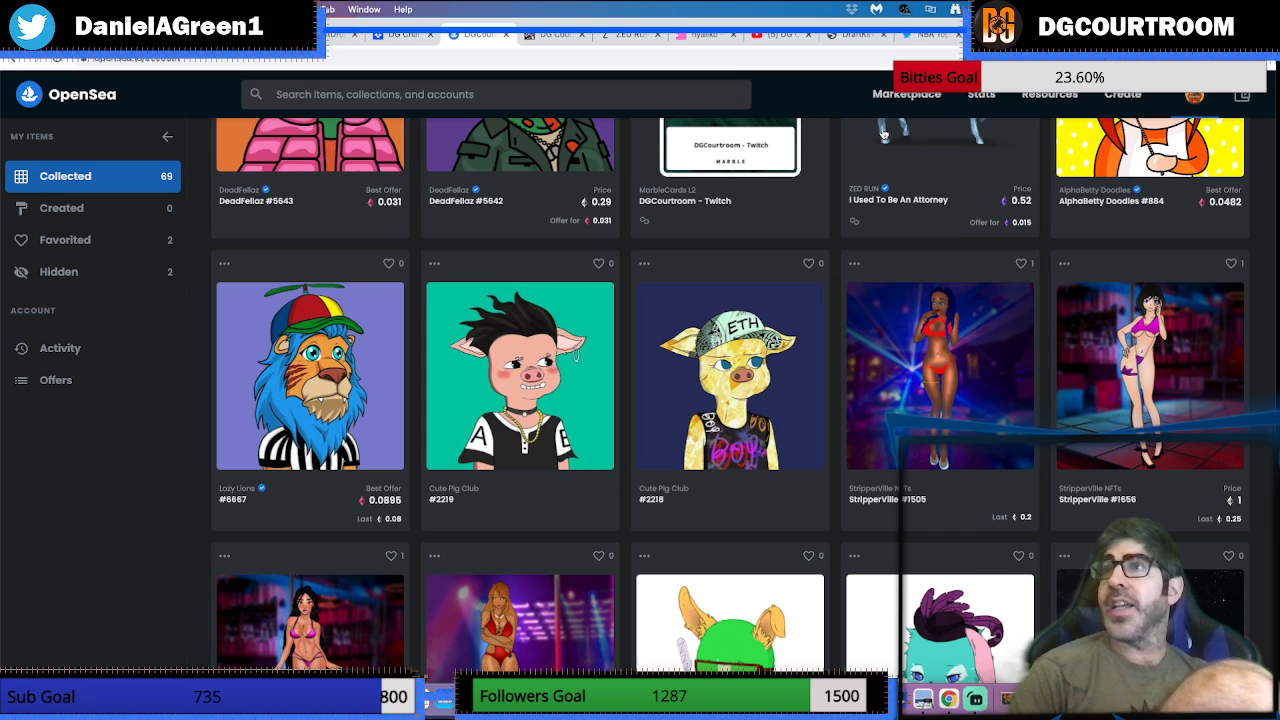 DanielAGreen1
Window Help
DGCOURTROOM
Bitties Goal 23.60%
OpenSea
Search items, collections, and accounts
Marketplace Stats Resources Create
MY ITEMS
Collected 69
Created 0
Favorited 2
Hidden 2
ACCOUNT
Activity
Offers
DGCourtroom - Twitch
MARBLE
DeadFellaz Best Offer
DeadFellaz #5643 0.031
DeadFellaz Price
DeadFellaz #5642 0.29
Offer for 0.031
MarbleCards L2
DGCourtroom - Twitch
ZED RUN Price
I Used To Be An Attorney 0.52
Offer for 0.015
AlphaBetty Doodles Best Offer
AlphaBetty Doodles #884 0.0482
0
0
0
1
1
A B
ETH
BOY
BOY
Lazy Lions Best Offer
#6667 0.0895
Last 0.08
Cute Pig Club
#2219
Cute Pig Club
#2218
StripperVille NFTs
StripperVille #1505
Last 0.2
StripperVille NFTs Price
StripperVille #1656 1
Last 0.25
1
0
0
0
0
Sub Goal 735 800
Followers Goal 1287 1500